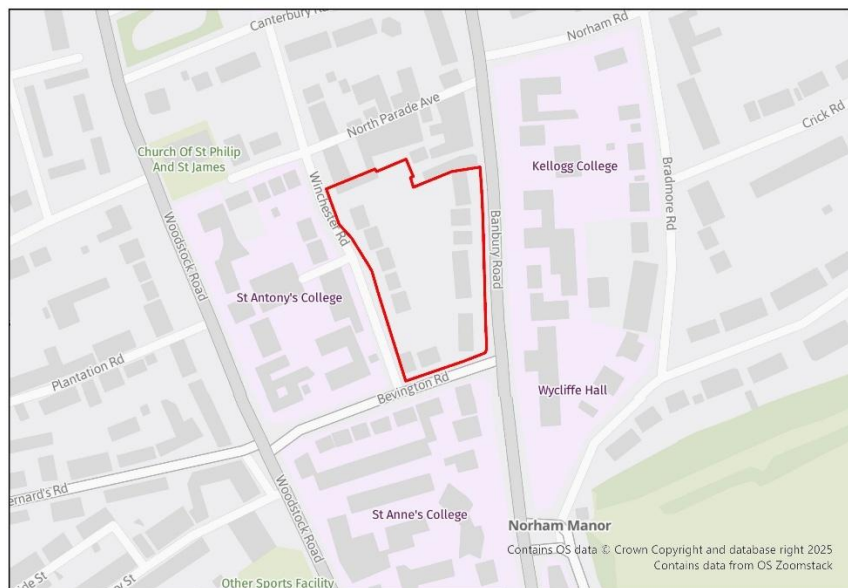 Canterbury R
Norham Rd
North Parade Ave
Crick Rd
Church Of St Philip
And St James
Kellogg College
Bradmore Rd
Winchester Rd
Banbury Road
Woodstock Road
St Antony's College
Plantation Rd
Bevington Rd
Wycliffe Hall
ernard's Rd
Woodstock Road
St Anne's College
Norham Manor
Contains OS data © Crown Copyright and database right 2025
Contains data from OS Zoomstack
de St
ry St
Other Sports Facility